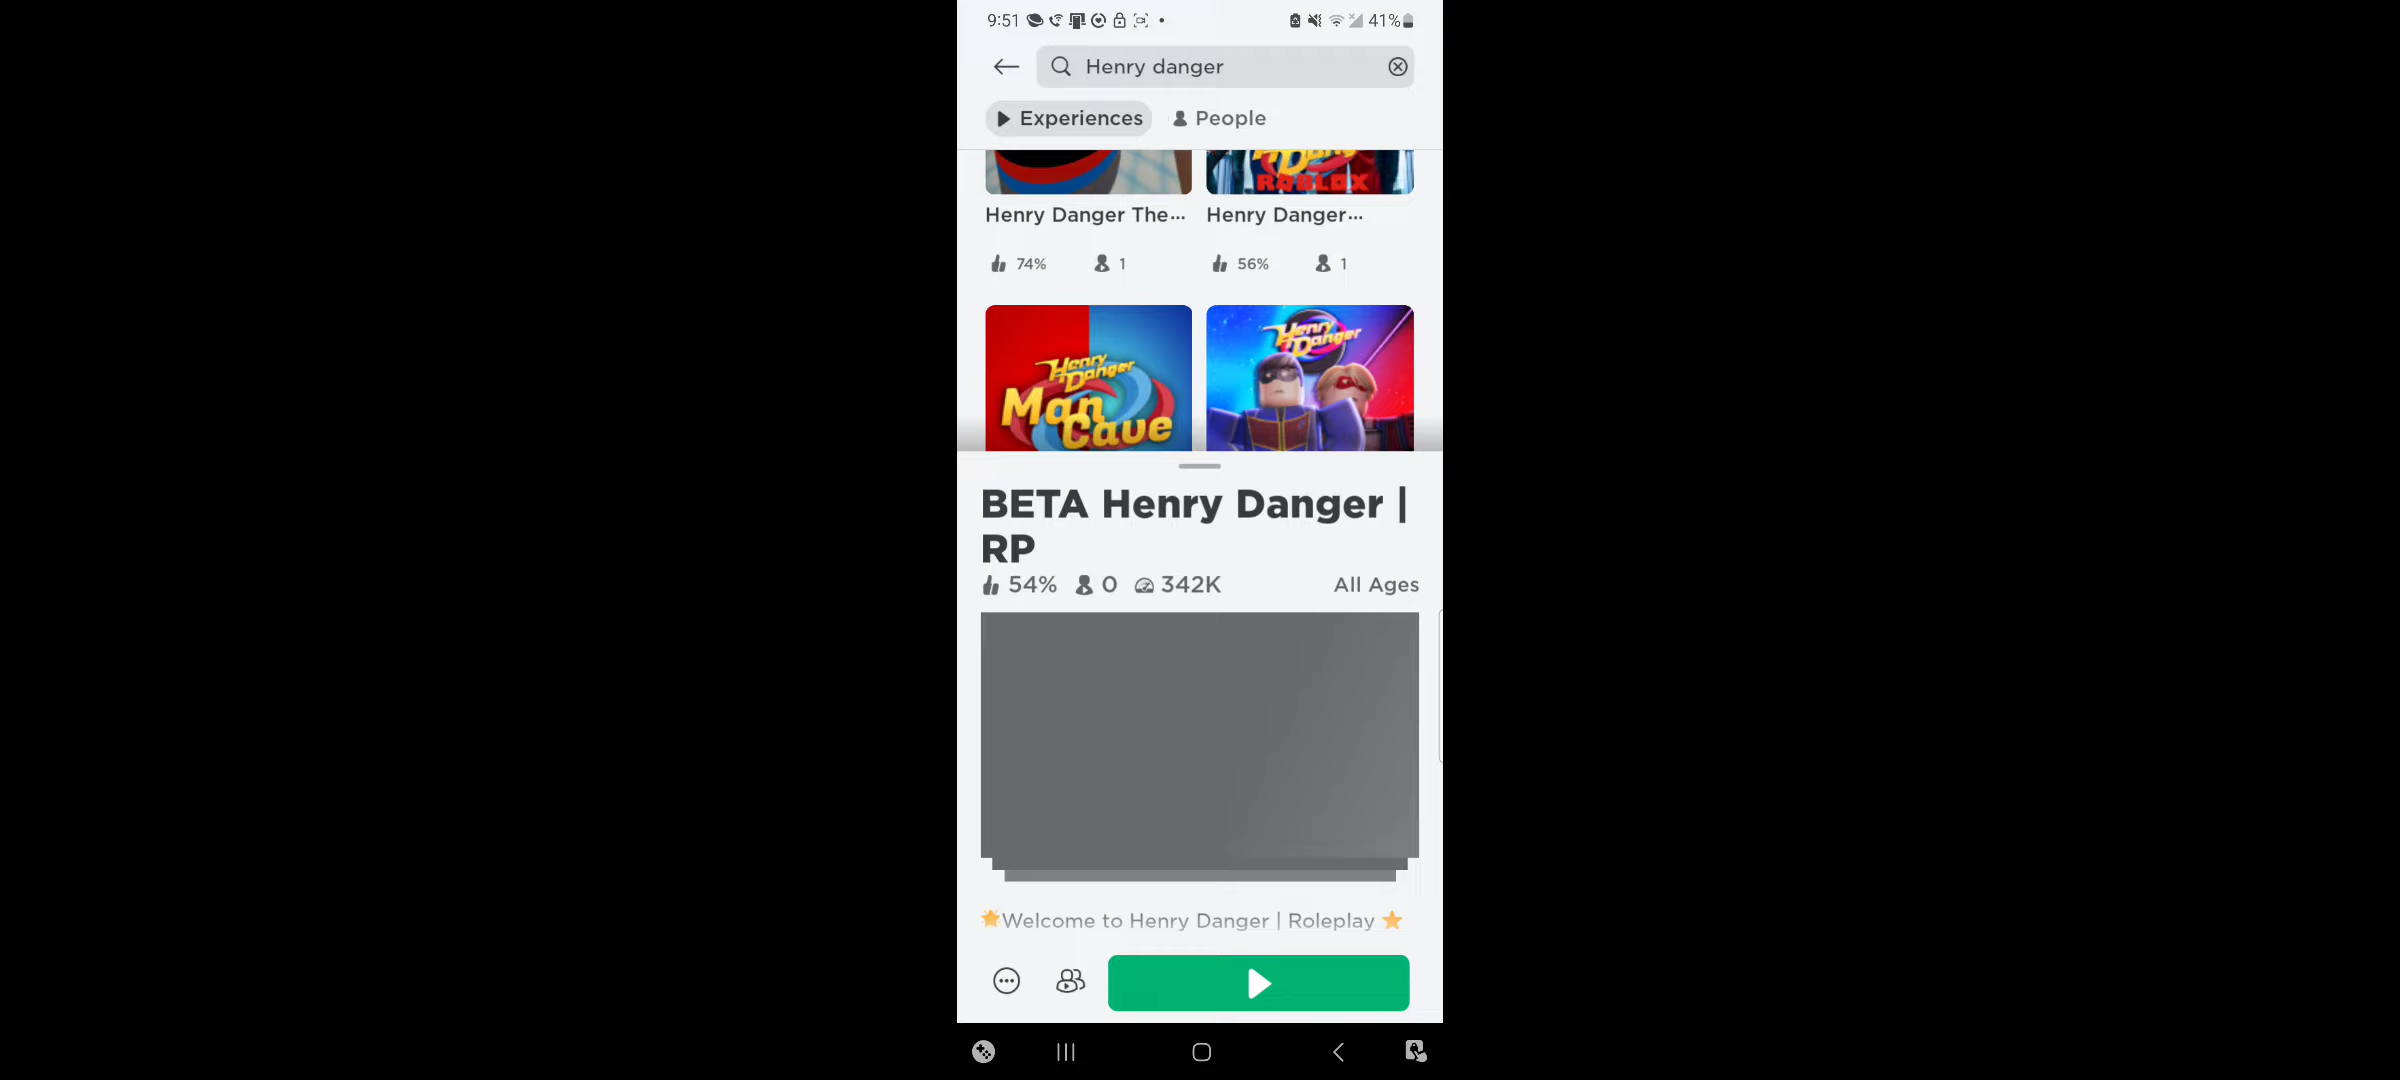 9:51
41%
Henry danger
Experiences
People
ROBLOX
Henry Danger The...
Henry Danger...
74%
1
56%
1
Henry
Danger
Man
Cave
Henry
Danger
BETA Henry Danger |
RP
54%
0
342K
All Ages
Welcome to Henry Danger | Roleplay